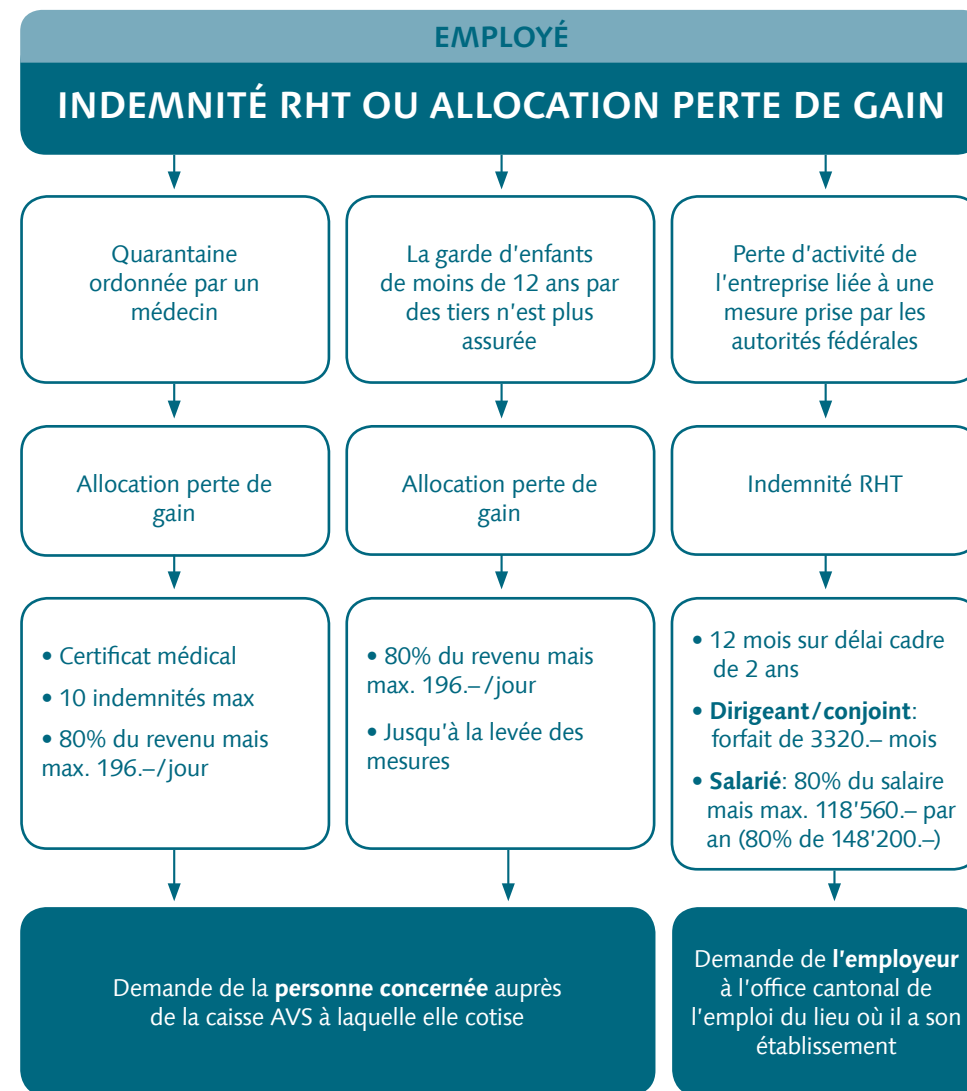 EMPLOYÉ
INDEMNITÉ RHT OU ALLOCATION PERTE DE GAIN
Quarantaine
ordonnée par un
médecin
La garde d'enfants
de moins de 12 ans par
des tiers n'est plus
assurée
Perte d'activité de
l'entreprise liée à une
mesure prise par les
autorités fédérales
Allocation perte de
gain
Allocation perte de
gain
Indemnité RHT
• Certificat médical
• 10 indemnités max
• 80% du revenu mais
max. 196.–/jour
• 80% du revenu mais
max. 196.–/jour
• Jusqu'à la levée des
mesures
• 12 mois sur délai cadre
de 2 ans
• Dirigeant/conjoint:
forfait de 3320.– mois
• Salarié: 80% du salaire
mais max. 118'560.– par
an (80% de 148'200.–)
Demande de la personne concernée auprès
de la caisse AVS à laquelle elle cotise
Demande de l'employeur
à l'office cantonal de
l'emploi du lieu où il a son
établissement